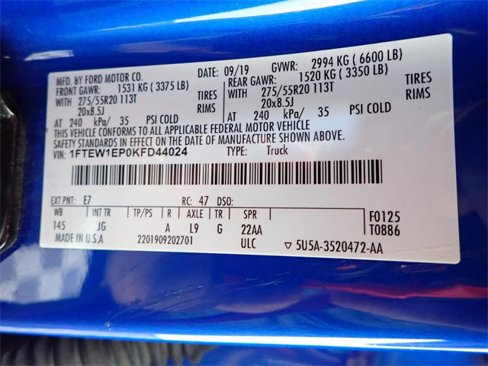 MFD. BY FORD MOTOR CO. DATE: 09/19 GVWR: 2994 KG ( 6600 LB)
FRONT GAWR: 1531 KG ( 3375 LB) REAR GAWR: 1520 KG ( 3350 LB)
WITH 275/55R20 113T TIRES WITH 275/55R20 113T TIRES
20x8.5J RIMS 20x8.5J RIMS
AT 240 kPa/ 35 PSI COLD AT 240 kPa/ 35 PSI COLD
THIS VEHICLE CONFORMS TO ALL APPLICABLE FEDERAL MOTOR VEHICLE
SAFETY STANDARDS IN EFFECT ON THE DATE OF MANUFACTURE SHOWN ABOVE.
VIN: 1FTEW1EP0KFD44024 TYPE: Truck
EXT PNT: E7 RC: 47 DSO:
WB INT TR TP/PS R AXLE TR SPR F0125
145 JG A L9 G 22AA T0886
MADE IN U.S.A 2201909202701 ULC 5U5A-3520472-AA